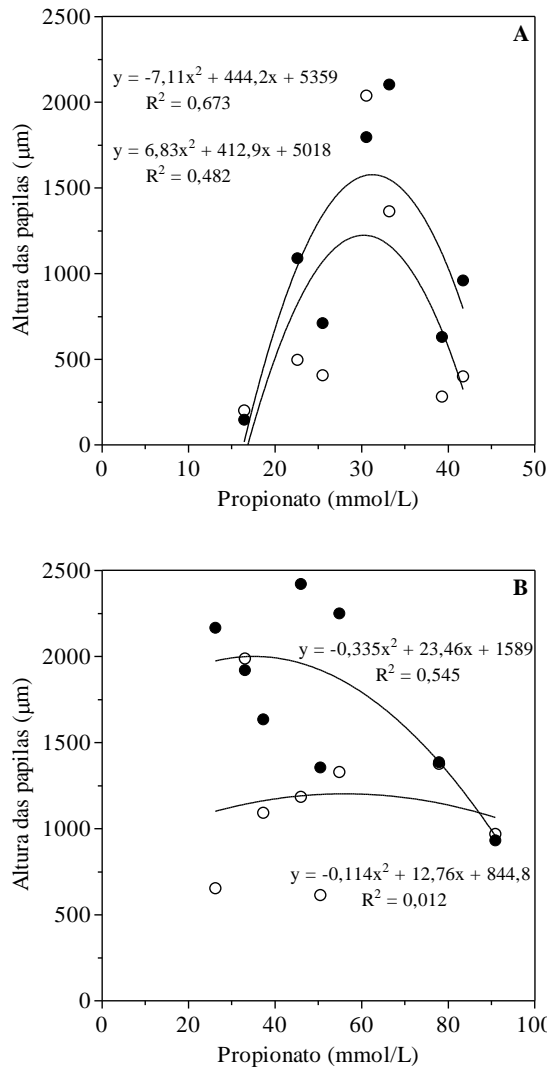 A
2500
y = -7,11x² + 444,2x + 5359
R² = 0,673
2000
y = 6,83x² + 412,9x + 5018
R² = 0,482
1500
1000
500
0
Altura das papilas (µm)
0 10 20 30 40 50
Propionato (mmol/L)
B
2500
y = -0,335x² + 23,46x + 1589
R² = 0,545
2000
1500
1000
y = -0,114x² + 12,76x + 844,8
R² = 0,012
500
0
Altura das papilas (µm)
0 20 40 60 80 100
Propionato (mmol/L)